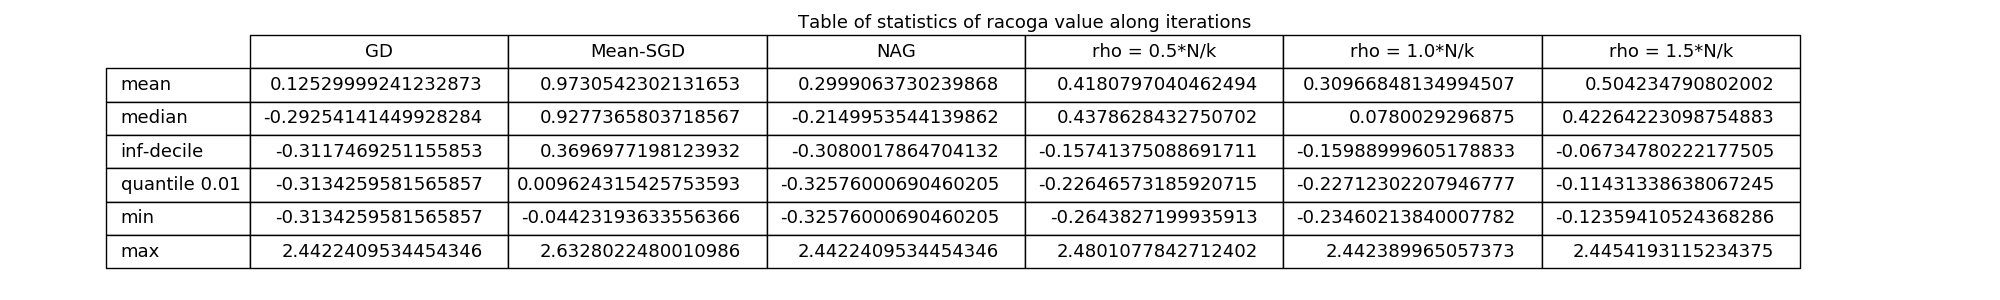 Table of statistics of racoga value along iterations
GD Mean-SGD NAG rho = 0.5*N/k rho = 1.0*N/k rho = 1.5*N/k
mean 0.12529999241232873 0.9730542302131653 0.2999063730239868 0.4180797040462494 0.30966848134994507 0.504234790802002
median -0.29254141449928284 0.9277365803718567 -0.2149953544139862 0.4378628432750702 0.0780029296875 0.42264223098754883
inf-decile -0.3117469251155853 0.3696977198123932 -0.3080017864704132 -0.15741375088691711 -0.15988999605178833 -0.06734780222177505
quantile 0.01 -0.3134259581565857 0.009624315425753593 -0.32576000690460205 -0.22646573185920715 -0.22712302207946777 -0.11431338638067245
min -0.3134259581565857 -0.04423193633556366 -0.32576000690460205 -0.2643827199935913 -0.23460213840007782 -0.12359410524368286
max 2.4422409534454346 2.6328022480010986 2.4422409534454346 2.4801077842712402 2.442389965057373 2.4454193115234375